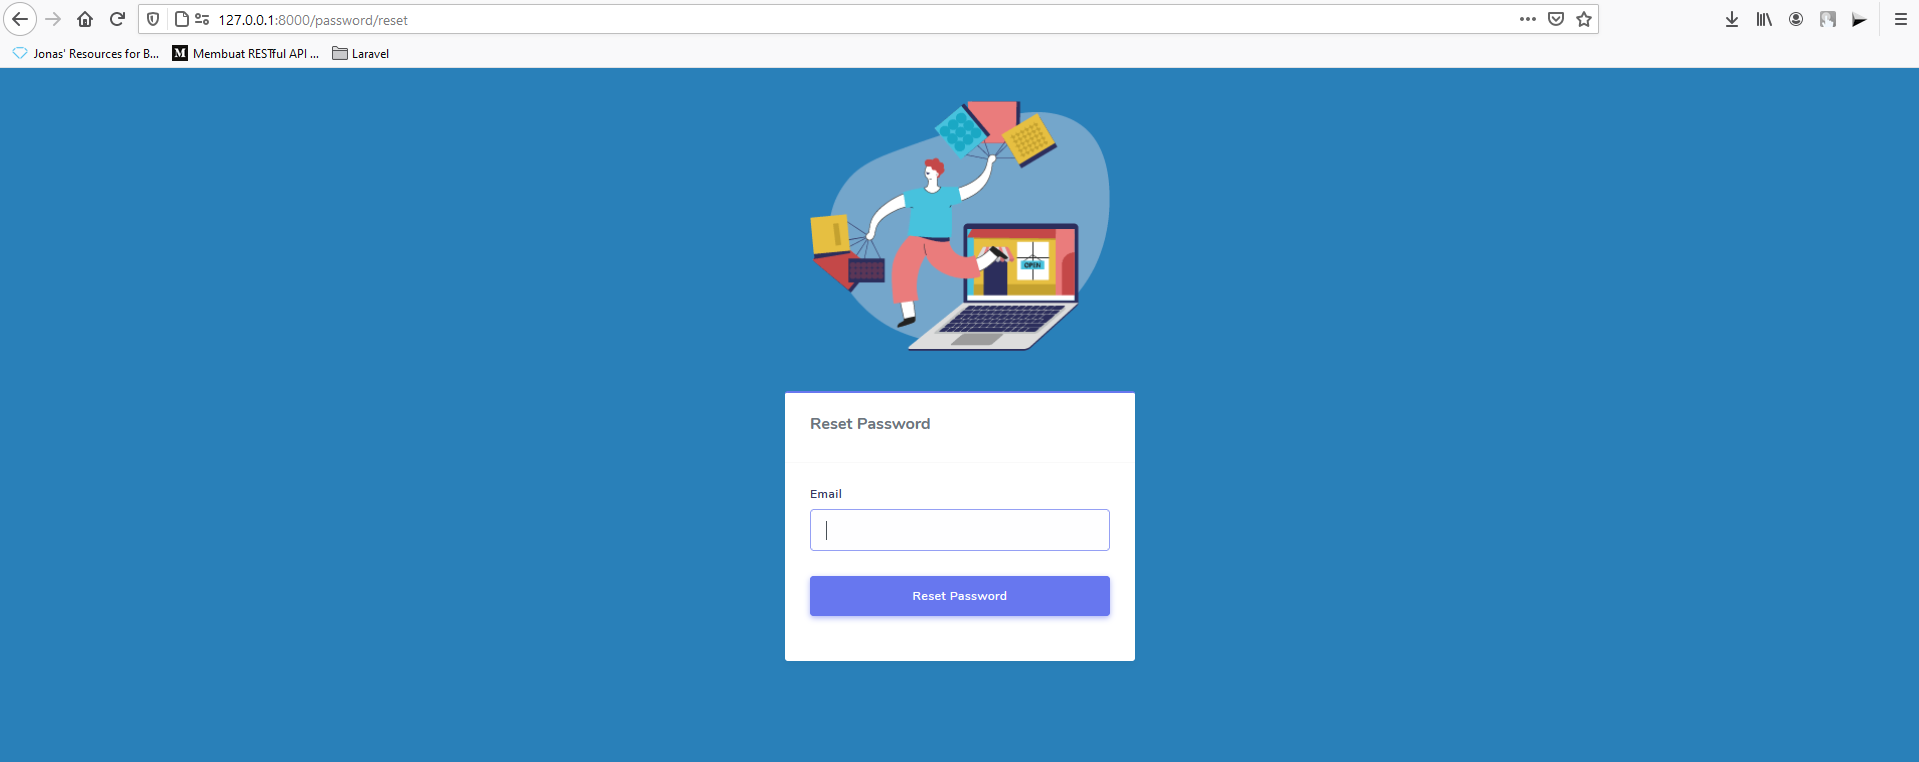 127.0.0.1:8000/password/reset
Jonas' Resources for B...
M Membuat RESTful API ...
Laravel
OPEN
Reset Password
Email
Reset Password